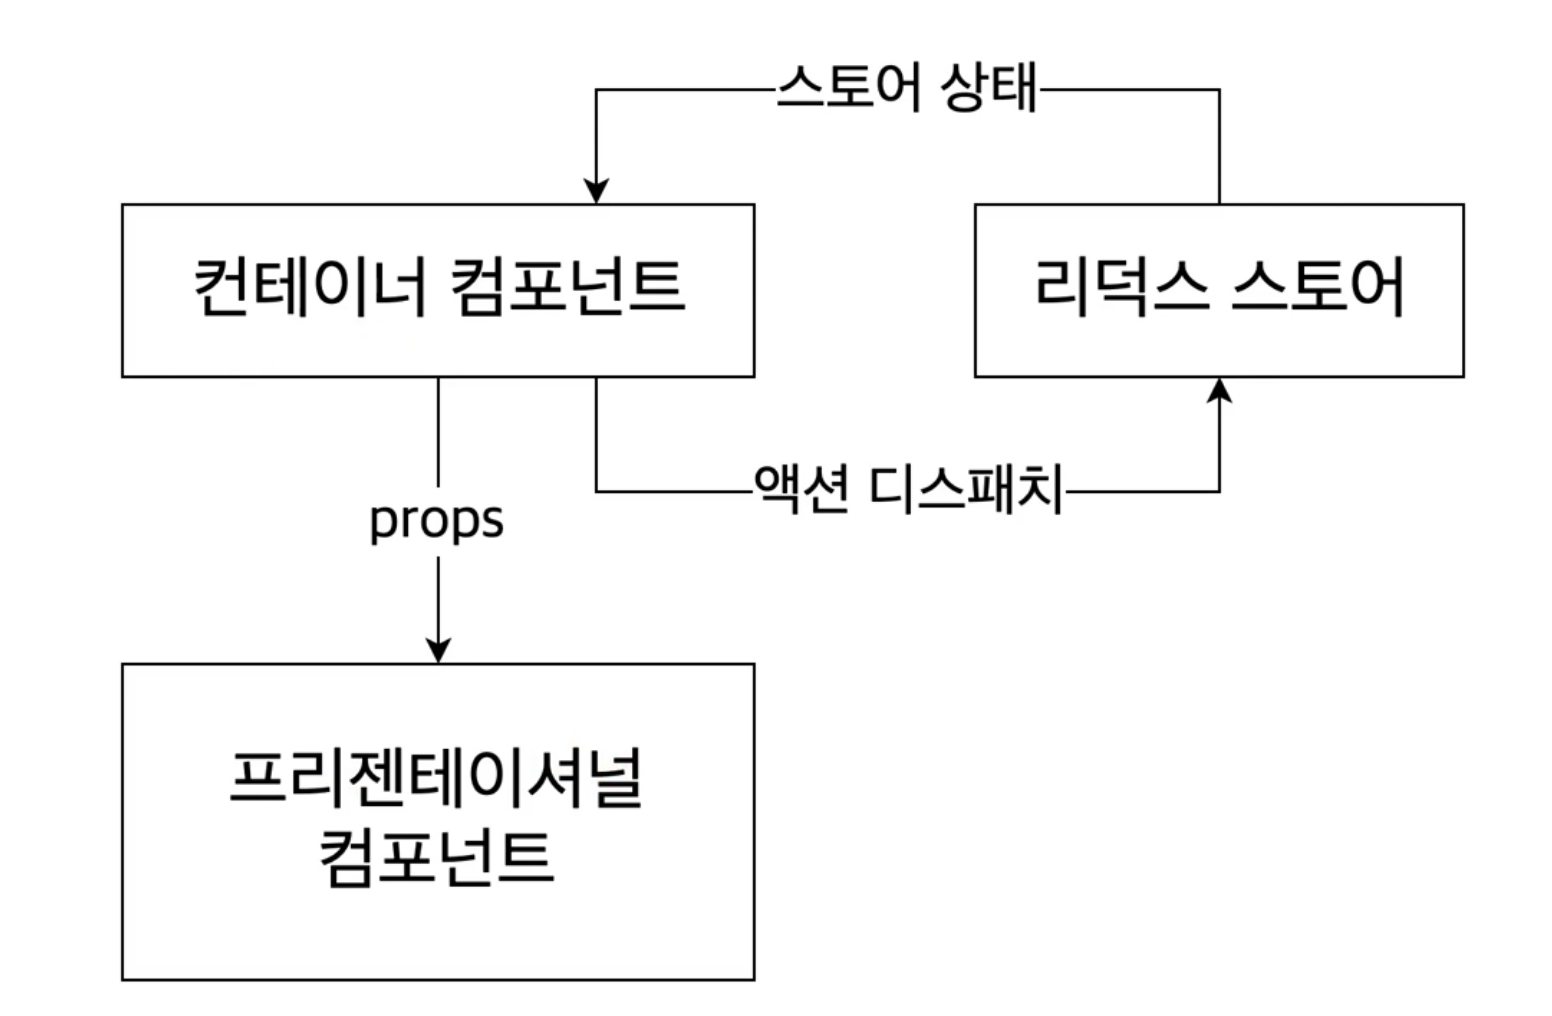 스토어 상태
컨테이너 컴포넌트
리덕스 스토어
액션 디스패치
props
프리젠테이셔널
컴포넌트